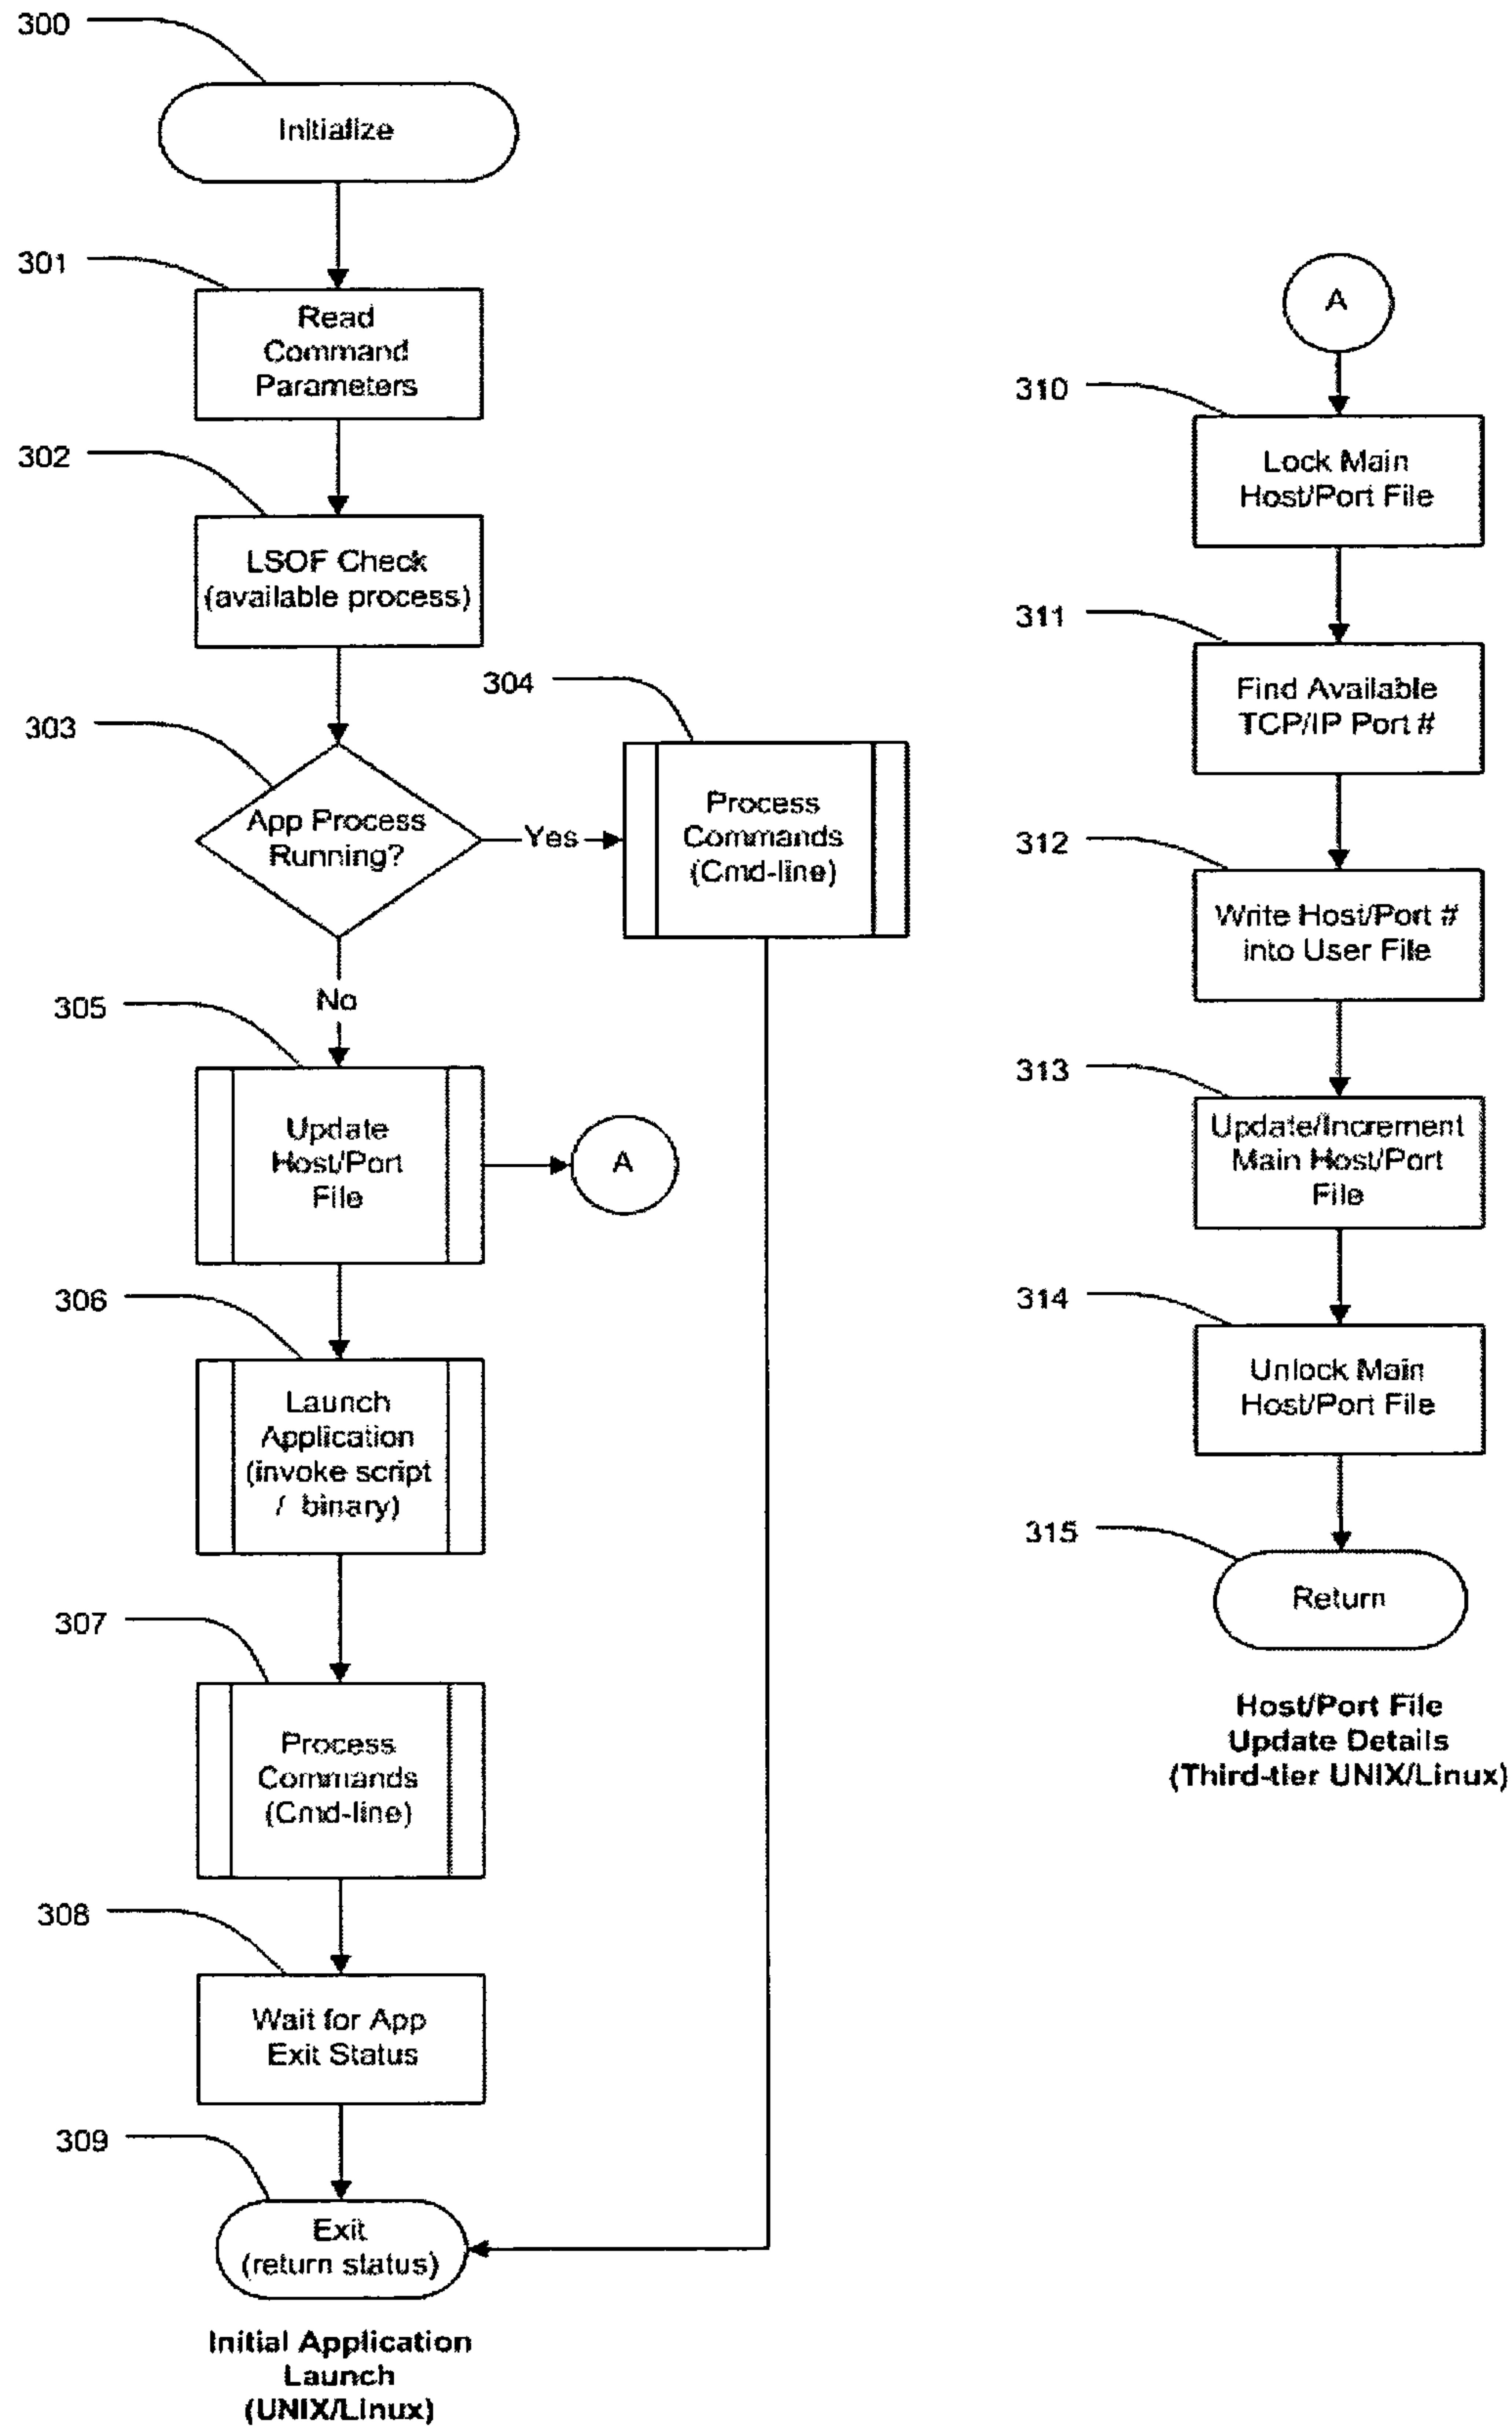 300
Initialize
301
Read
Command
Parameters
302
LSOF Check
(available process)
303
App Process
Running?
Yes
304
Process
Commands
(Cmd-line)
No
305
Update
Host/Port
File
A
306
Launch
Application
(invoke script
/ binary)
307
Process
Commands
(Cmd-line)
308
Wait for App
Exit Status
309
Exit
(return status)
Initial Application
Launch
(UNIX/Linux)
A
310
Lock Main
Host/Port File
311
Find Available
TCP/IP Port #
312
Write Host/Port #
into User File
313
Update/Increment
Main Host/Port
File
314
Unlock Main
Host/Port File
315
Return
Host/Port File
Update Details
(Third-tier UNIX/Linux)